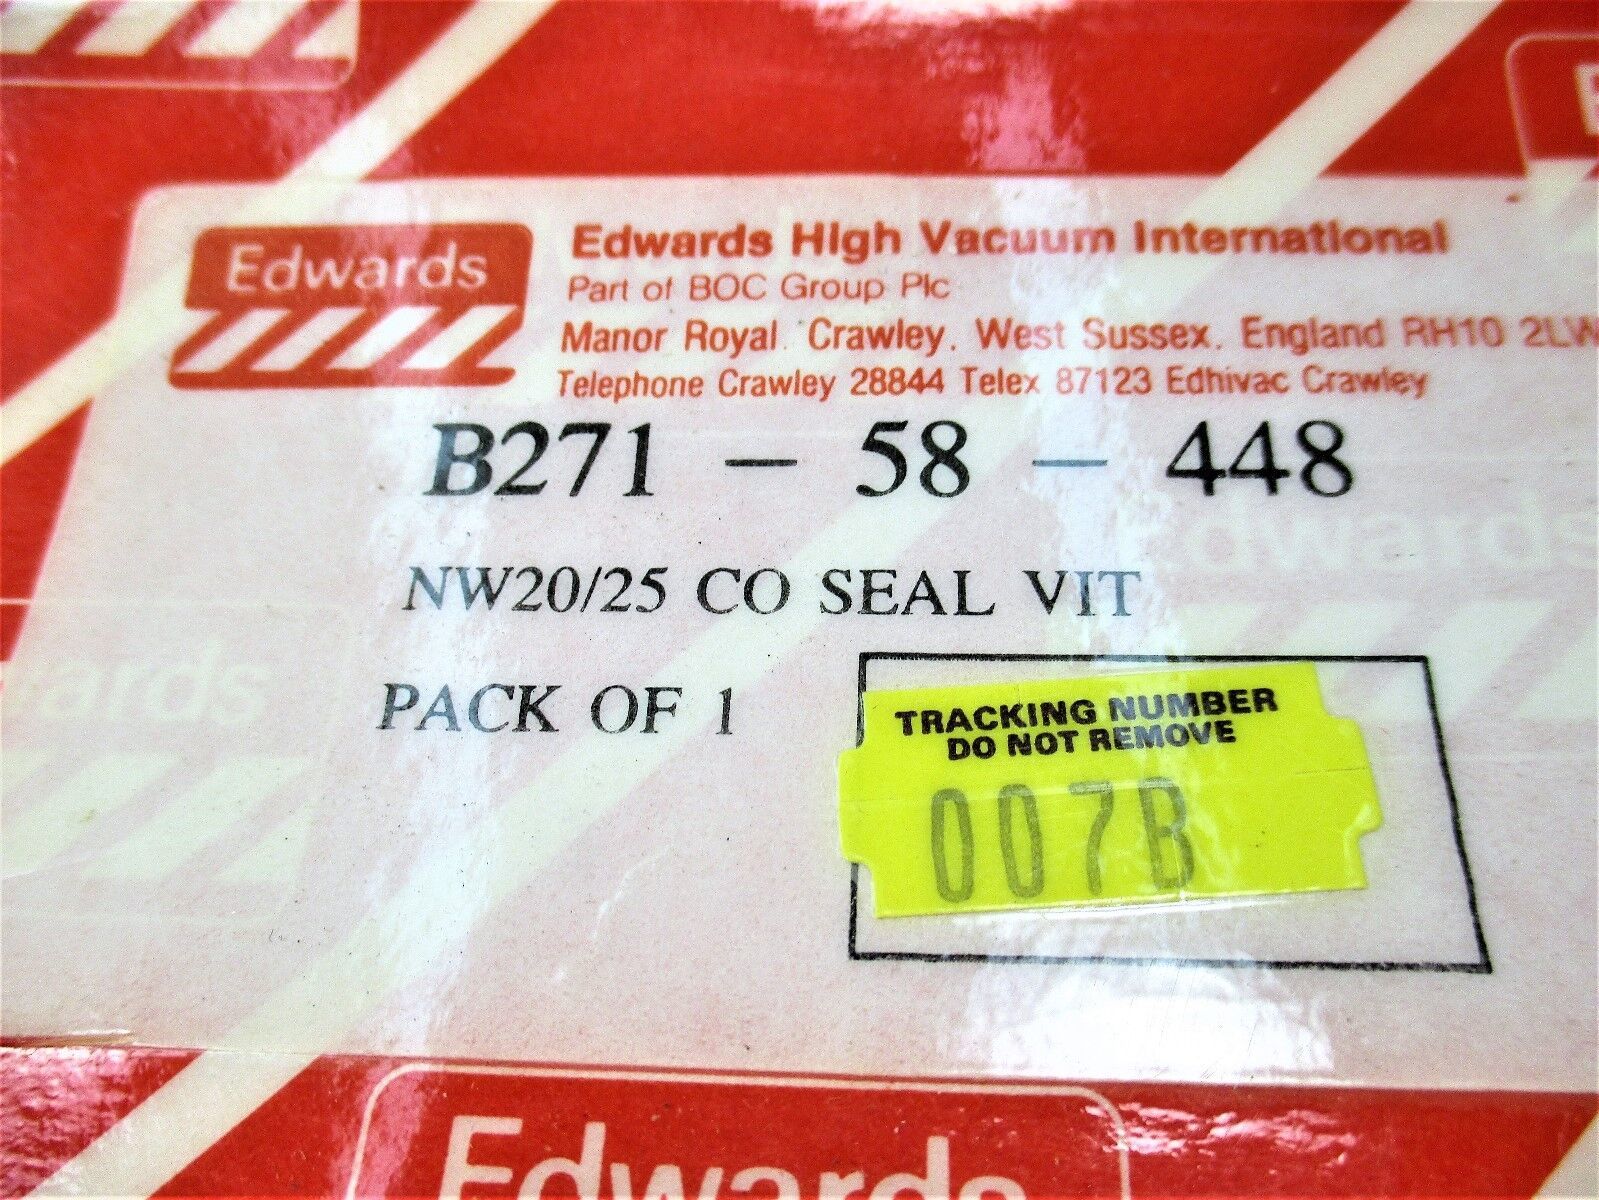 Edwards
Edwards High Vacuum International
Part of BOC Group Plc
Manor Royal. Crawley, West Sussex, England RH10 2LW
Telephone Crawley 28844 Telex 87123 Edhivac Crawley
B271 - 58 - 448
NW20/25 CO SEAL VIT
PACK OF 1
TRACKING NUMBER
DO NOT REMOVE
007B
Edwards
wards
Edwards